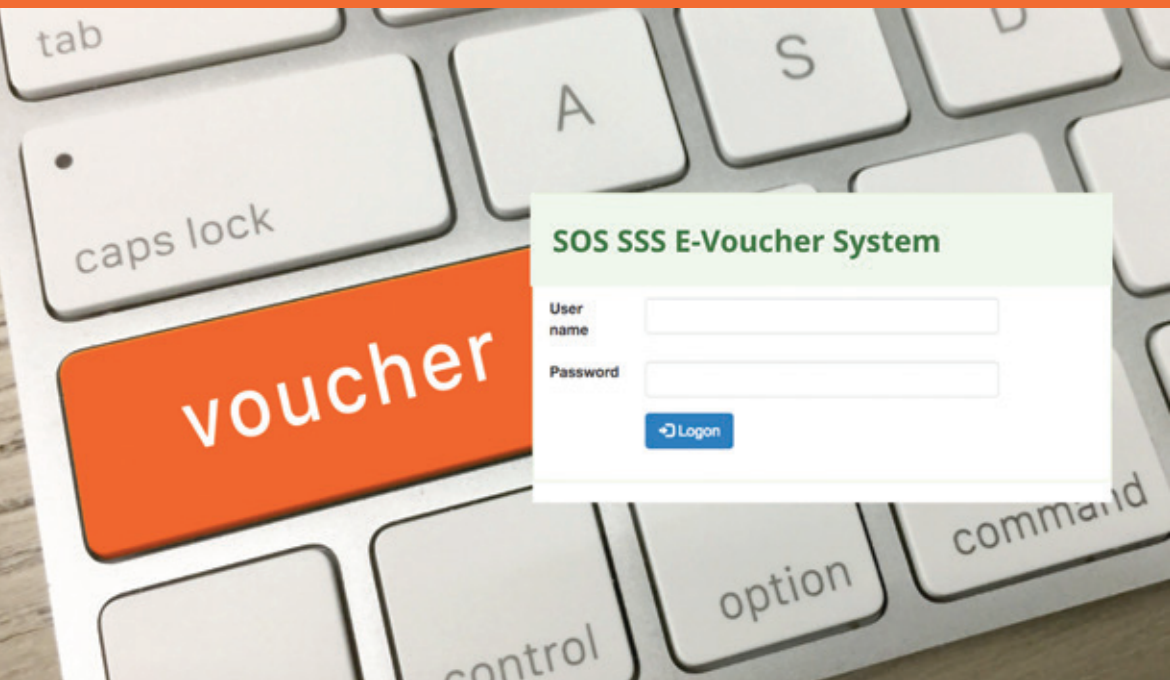 tab
A
S
D
caps lock
voucher
SOS SSS E-Voucher System
User
name
Password
Logon
command
option
control